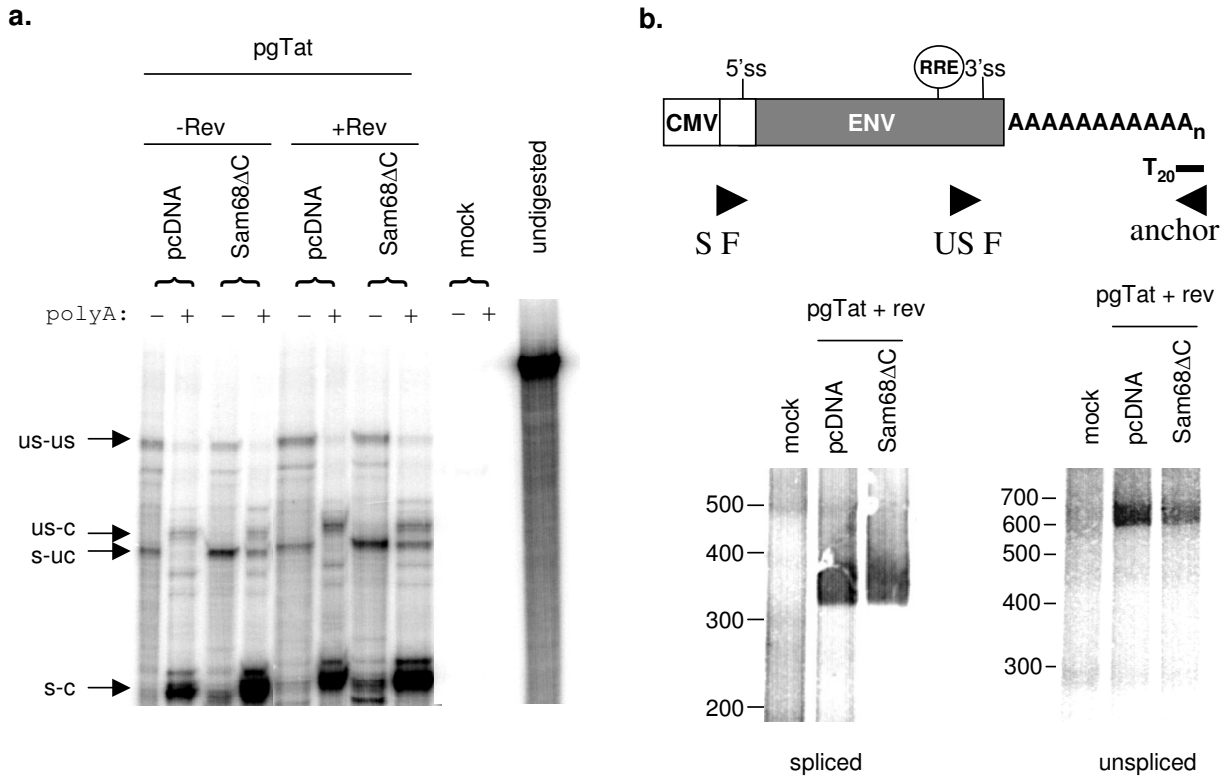 a.
pgTat
-Rev
+Rev
pcDNA
Sam68ΔC
pcDNA
Sam68ΔC
mock
undigested
polyA: – + – + – + – + – +
us-us
us-c
s-uc
s-c
b.
5'ss
RRE
3'ss
CMV
ENV
AAAAAAAAAAAn
T20
S F
US F
anchor
pgTat + rev
mock
pcDNA
Sam68ΔC
500
400
300
200
spliced
pgTat + rev
mock
pcDNA
Sam68ΔC
700
600
500
400
300
unspliced